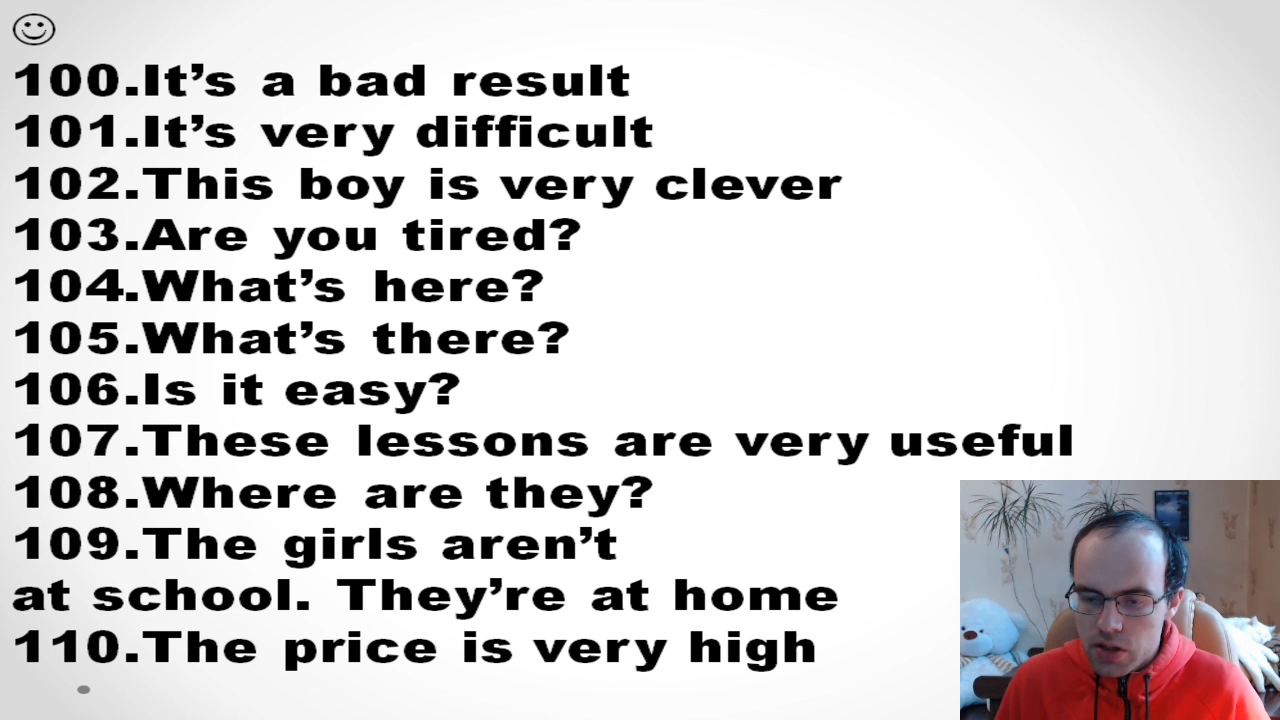 100.It’s a bad result
101.It’s very difficult
102.This boy is very clever
103.Are you tired?
104.What’s here?
105.What’s there?
106.Is it easy?
107.These lessons are very useful
108.Where are they?
109.The girls aren’t
at school. They’re at home
110.The price is very high